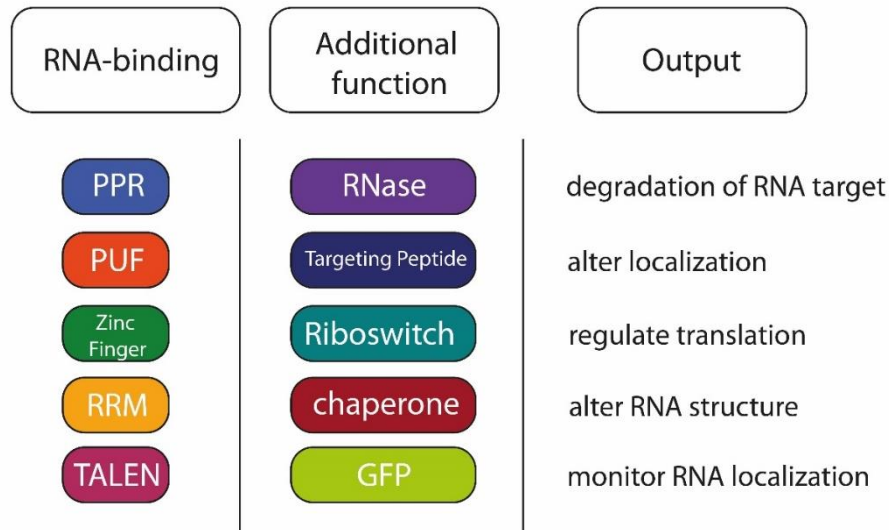 RNA-binding
Additional
function
Output
PPR
RNase
degradation of RNA target
PUF
Targeting Peptide
alter localization
Zinc
Finger
Riboswitch
regulate translation
RRM
chaperone
alter RNA structure
TALEN
GFP
monitor RNA localization